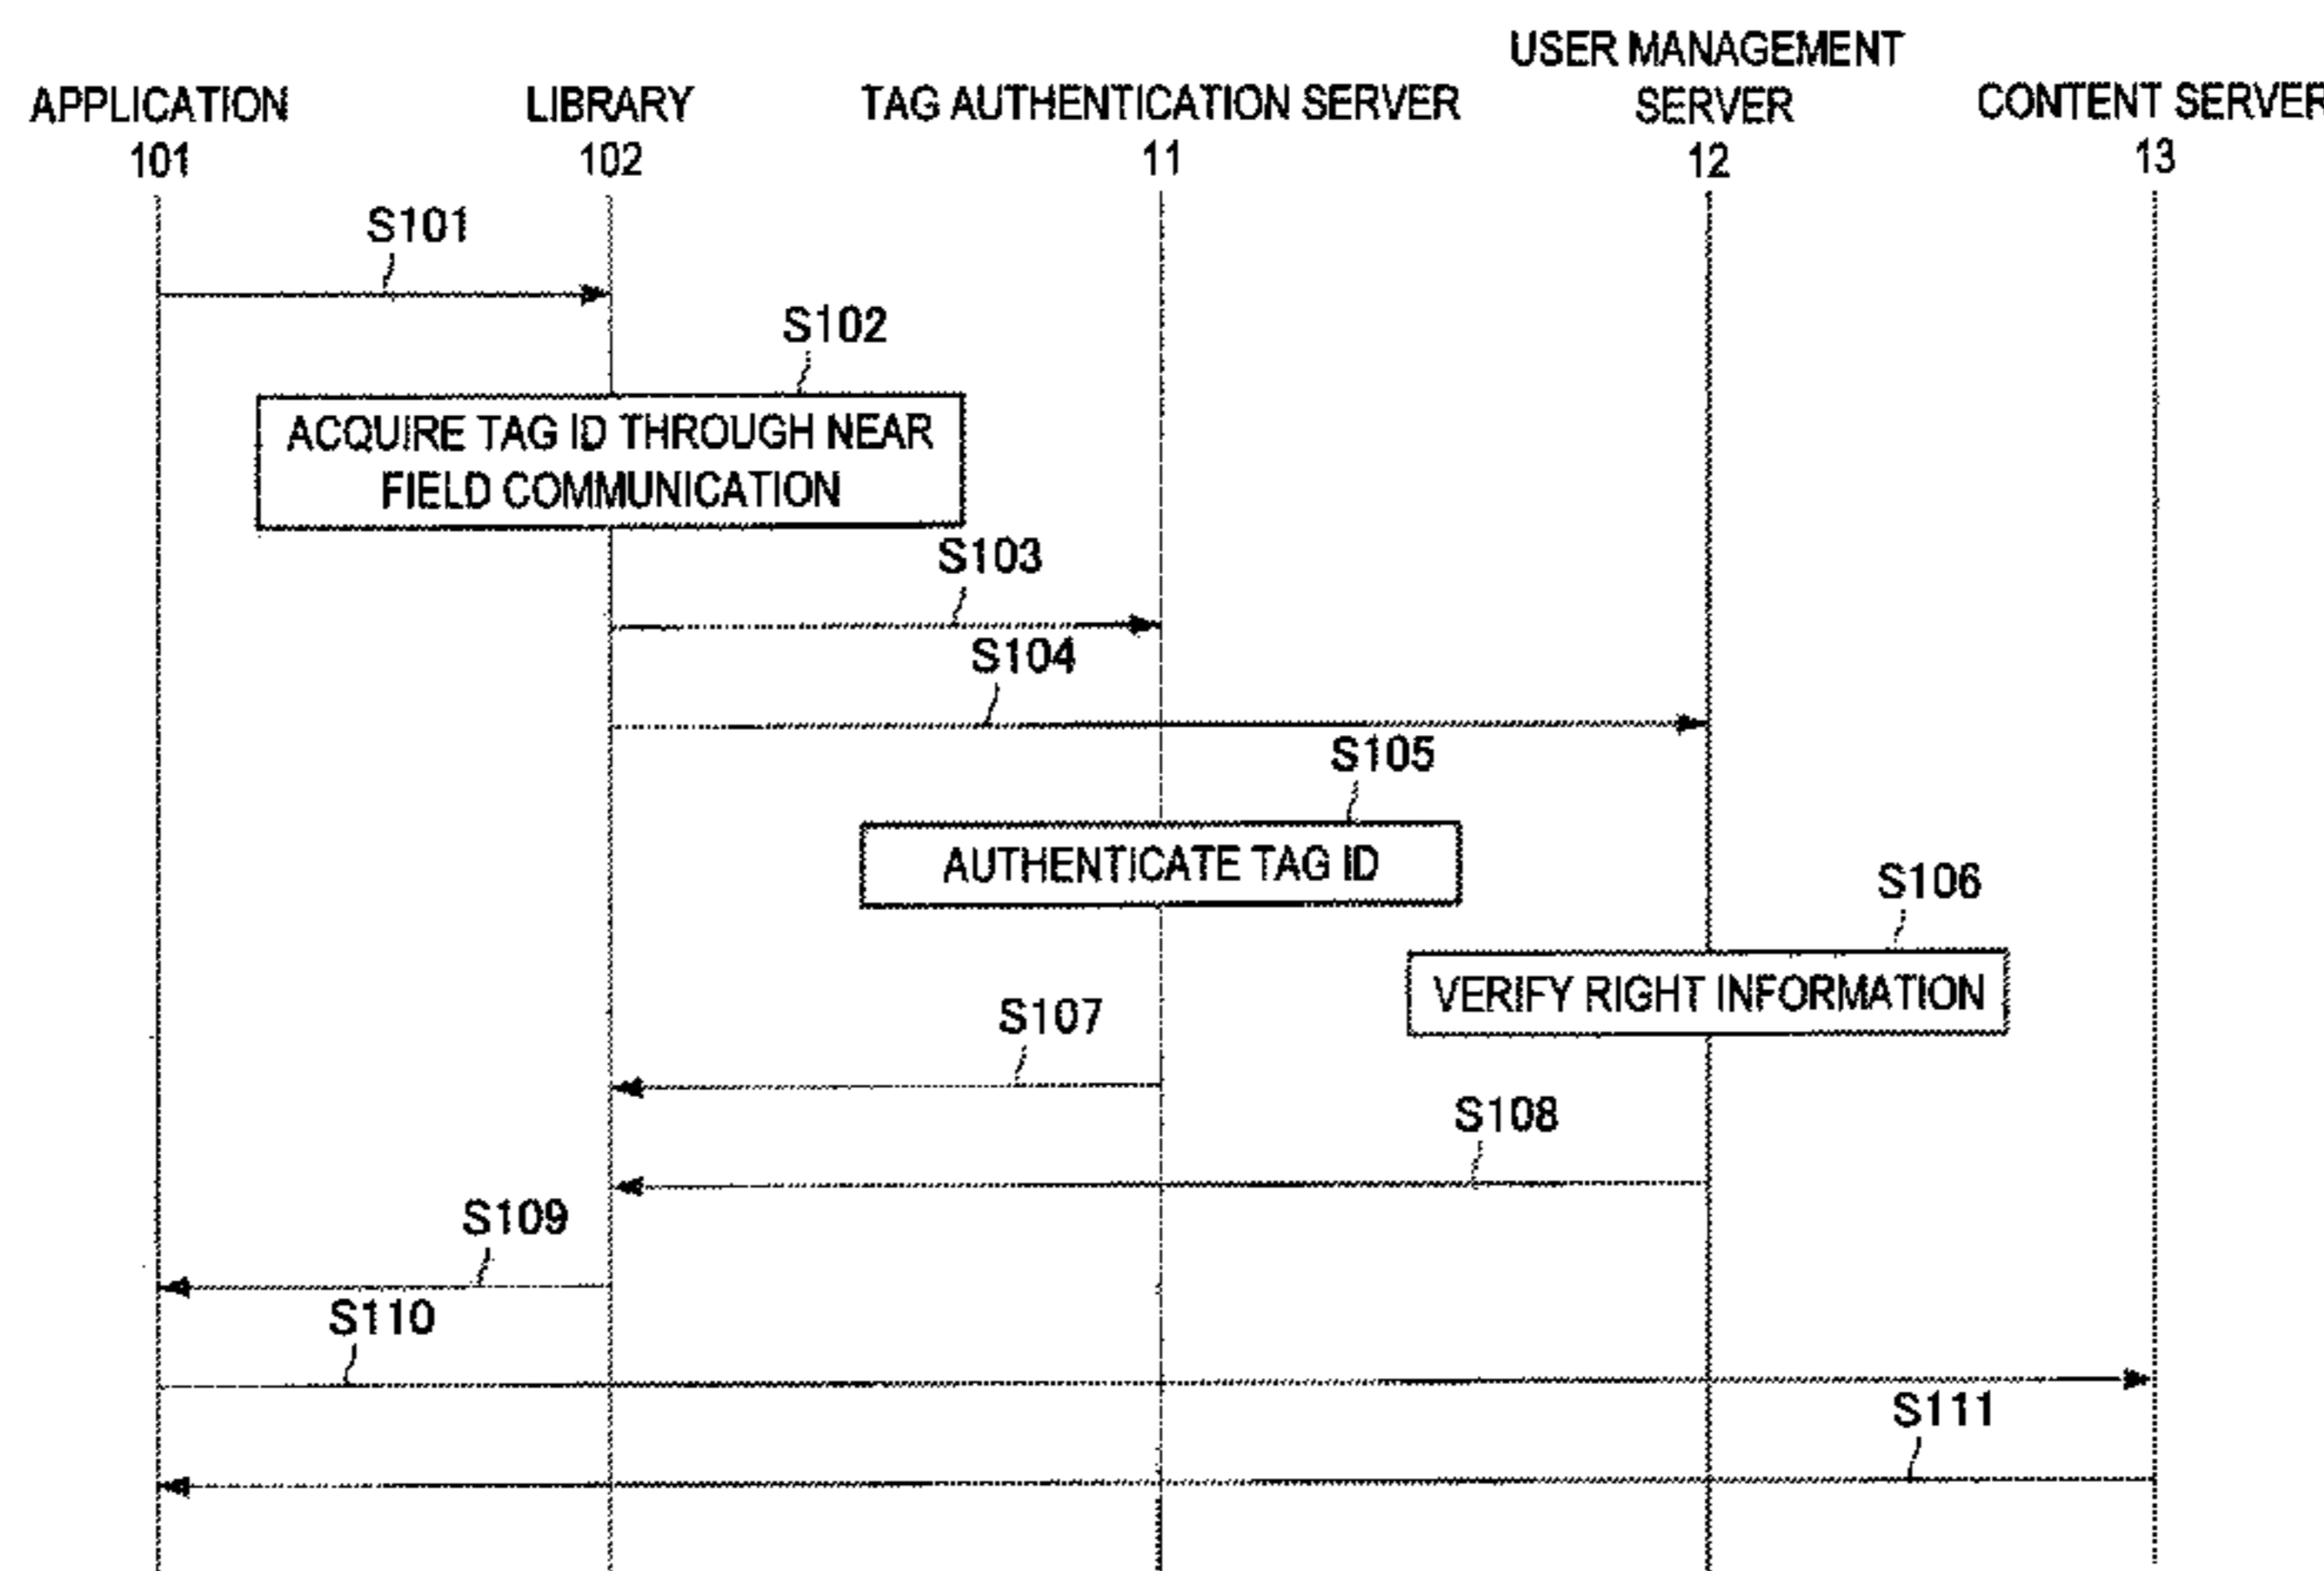 APPLICATION
101
LIBRARY
102
TAG AUTHENTICATION SERVER
11
USER MANAGEMENT
SERVER
12
CONTENT SERVER
13
S101
S102
ACQUIRE TAG ID THROUGH NEAR
FIELD COMMUNICATION
S103
S104
S105
AUTHENTICATE TAG ID
S106
VERIFY RIGHT INFORMATION
S107
S108
S109
S110
S111